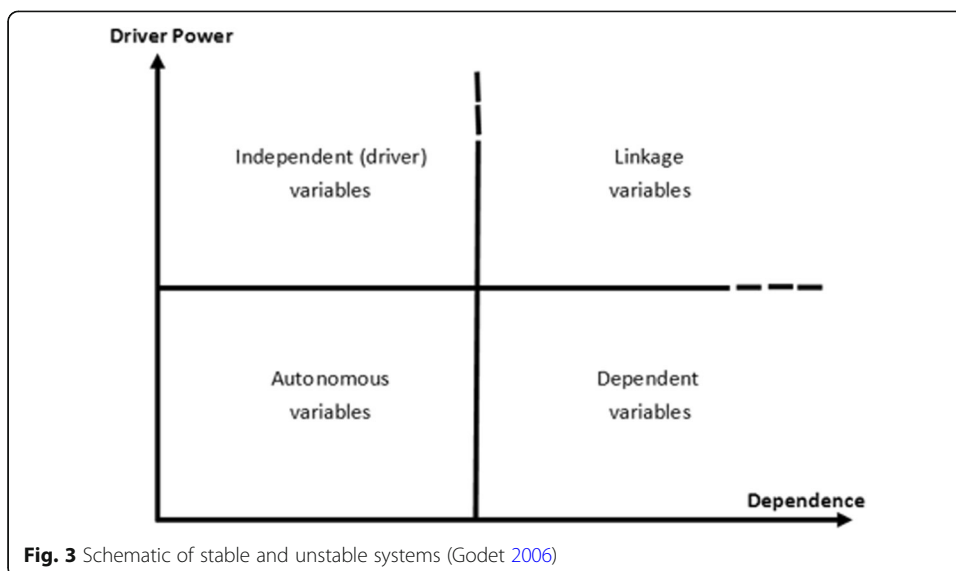 Driver Power
Independent (driver)
variables
Linkage
variables
Autonomous
variables
Dependent
variables
Dependence
Fig. 3 Schematic of stable and unstable systems (Godet 2006)